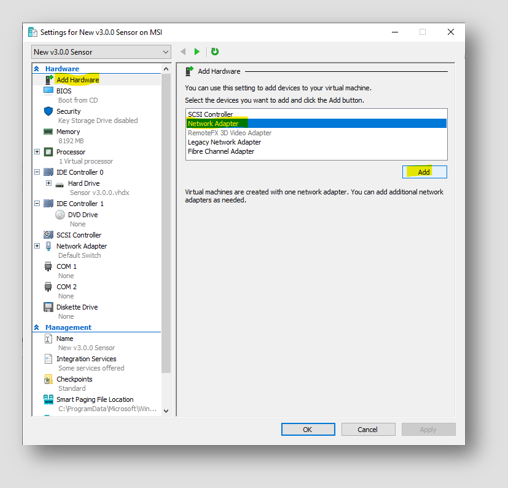 Settings for New v3.0.0 Sensor on MSI
New v3.0.0 Sensor
Hardware
Add Hardware
BIOS
Boot from CD
Security
Key Storage Drive disabled
Memory
8192 MB
Processor
1 Virtual processor
IDE Controller 0
Hard Drive
Sensor v3.0.0.vhdx
IDE Controller 1
DVD Drive
None
SCSI Controller
Network Adapter
Default Switch
COM 1
None
COM 2
None
Diskette Drive
None
Management
Name
New v3.0.0 Sensor
Integration Services
Some services offered
Checkpoints
Standard
Smart Paging File Location
C:\ProgramData\Microsoft\Win...
Add Hardware
You can use this setting to add devices to your virtual machine.
Select the devices you want to add and click the Add button.
SCSI Controller
Network Adapter
RemoteFX 3D Video Adapter
Legacy Network Adapter
Fibre Channel Adapter
Add
Virtual machines are created with one network adapter. You can add additional network
adapters as needed.
OK
Cancel
Apply